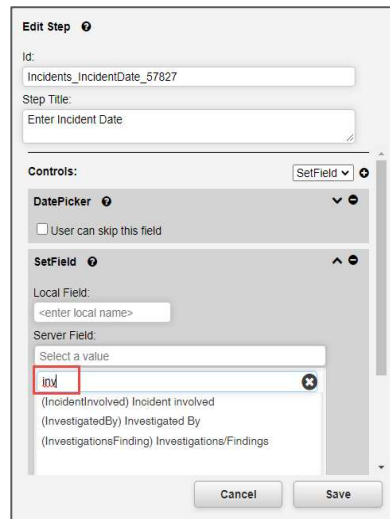 Edit Step
Id:
Incidents_IncidentDate_57827
Step Title:
Enter Incident Date
Controls:
SetField
DatePicker
User can skip this field
SetField
Local Field:
<enter local name>
Server Field:
Select a value
inv
(IncidentInvolved) Incident involved
(InvestigatedBy) Investigated By
(InvestigationsFinding) Investigations/Findings
Cancel Save